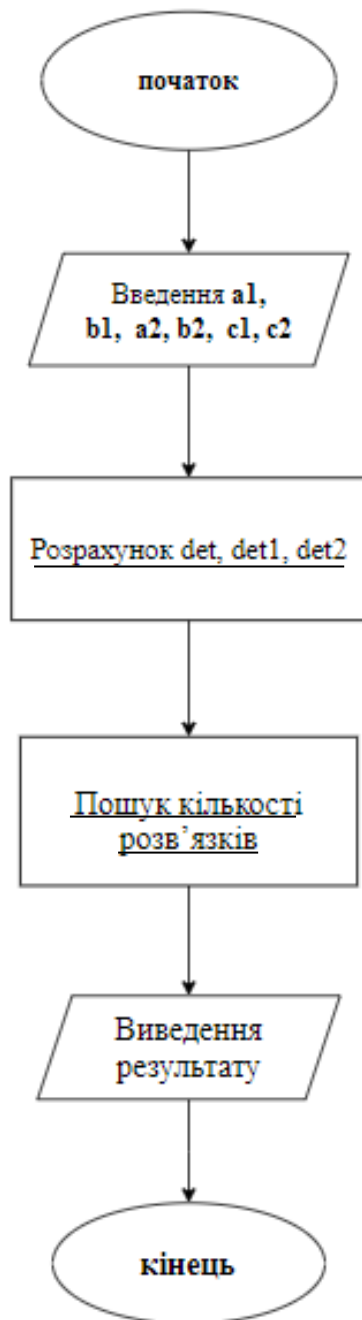 початок
Введення a1,
b1, a2, b2, c1, c2
Розрахунок det, det1, det2
Пошук кількості
розв’язків
Виведення
результату
кінець